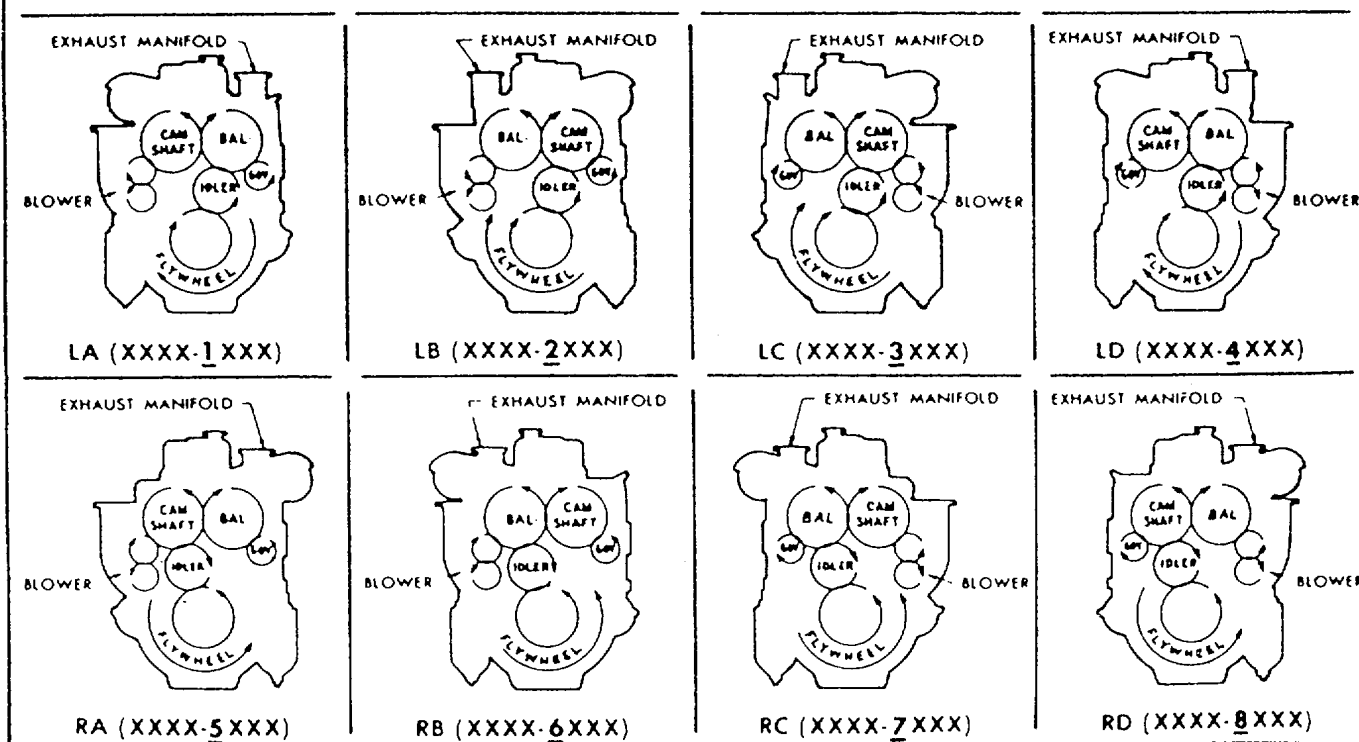 EXHAUST MANIFOLD
CAM
SHAFT
BAL.
GOV
IDLER
BLOWER
FLYWHEEL
LA (XXXX-1XXX)
EXHAUST MANIFOLD
BAL.
CAM
SHAFT
GOV
IDLER
BLOWER
FLYWHEEL
LB (XXXX-2XXX)
EXHAUST MANIFOLD
BAL
CAM
SHAFT
GOV
IDLER
BLOWER
FLYWHEEL
LC (XXXX-3XXX)
EXHAUST MANIFOLD
CAM
SHAFT
BAL
GOV
IDLER
BLOWER
FLYWHEEL
LD (XXXX-4XXX)
EXHAUST MANIFOLD
CAM
SHAFT
BAL
GOV
IDLER
BLOWER
FLYWHEEL
RA (XXXX-5XXX)
EXHAUST MANIFOLD
BAL.
CAM
SHAFT
GOV
IDLER
BLOWER
FLYWHEEL
RB (XXXX-6XXX)
EXHAUST MANIFOLD
BAL
CAM
SHAFT
GOV
IDLER
BLOWER
FLYWHEEL
RC (XXXX-7XXX)
EXHAUST MANIFOLD
CAM
SHAFT
BAL
GOV
IDLER
BLOWER
FLYWHEEL
RD (XXXX-8XXX)